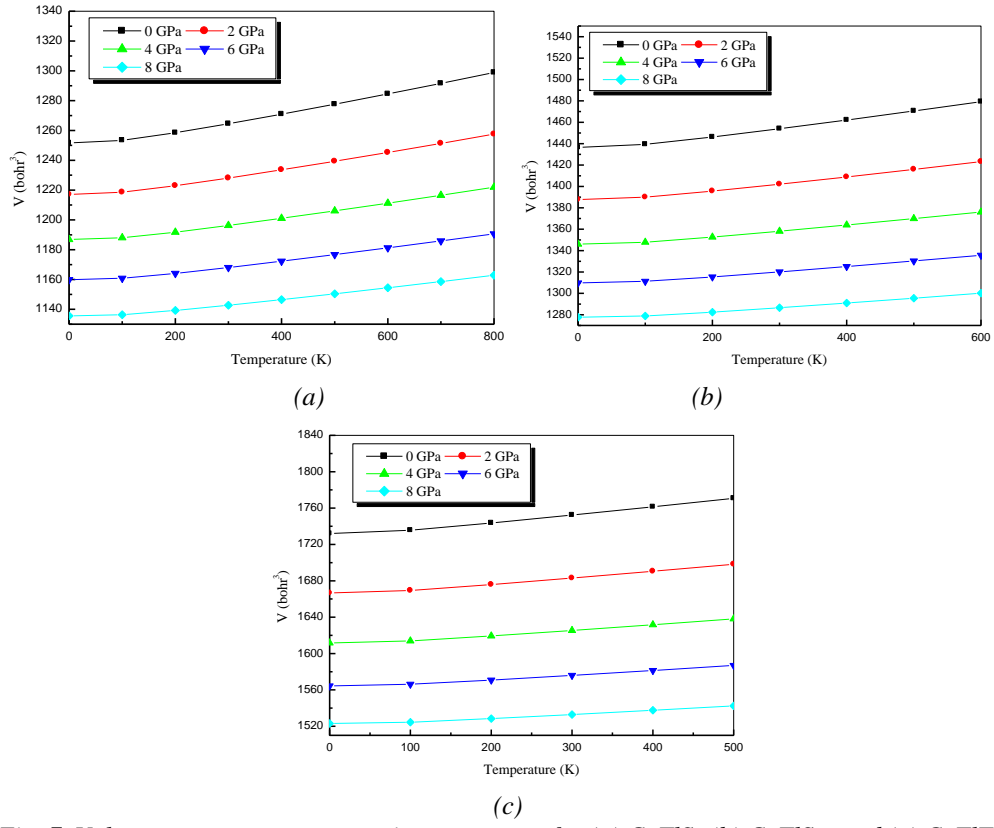 1340
1320
1300
1280
1260
1240
1220
1200
1180
1160
1140
V (bohr³)
0 GPa 2 GPa
4 GPa 6 GPa
8 GPa
0 200 400 600 800
Temperature (K)
(a)
1540
1520
1500
1480
1460
1440
1420
1400
1380
1360
1340
1320
1300
1280
V (bohr³)
0 GPa 2 GPa
4 GPa 6 GPa
8 GPa
0 100 200 300 400 500 600
Temperature (K)
(b)
1840
1800
1760
1720
1680
1640
1600
1560
1520
V (bohr³)
0 GPa 2 GPa
4 GPa 6 GPa
8 GPa
0 100 200 300 400 500
Temperature (K)
(c)